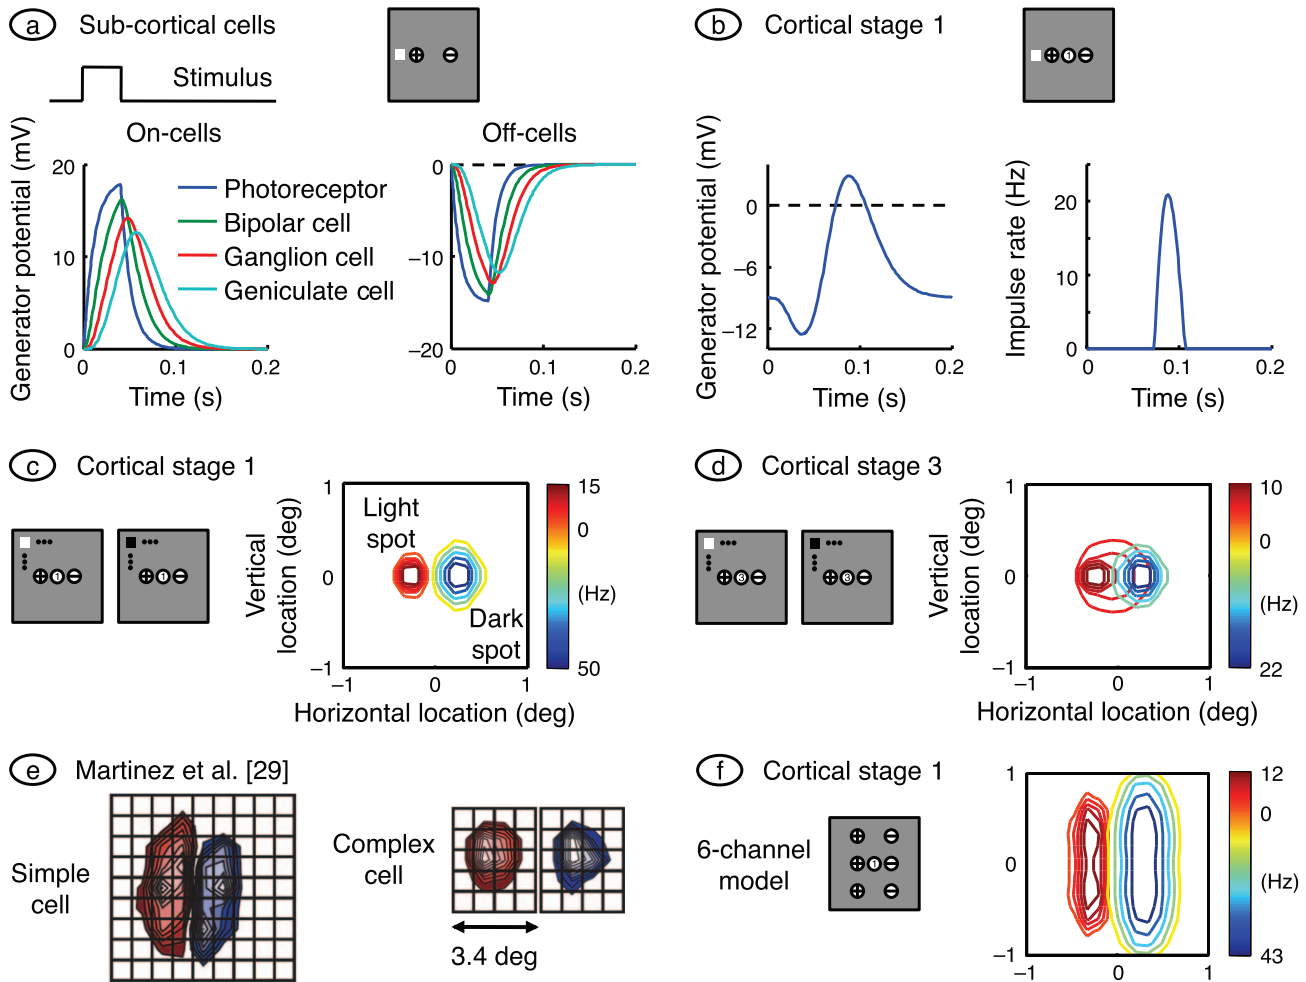 a Sub-cortical cells
Stimulus
On-cells
Off-cells
Generator potential (mV)
20
10
0
0
0.1
0.2
Time (s)
Photoreceptor
Bipolar cell
Ganglion cell
Geniculate cell
0
−10
−20
0
0.1
0.2
Time (s)
b Cortical stage 1
1
Generator potential (mV)
0
−6
−12
0
0.1
0.2
Time (s)
Impulse rate (Hz)
20
10
0
0
0.1
0.2
Time (s)
c Cortical stage 1
1
1
Vertical
location (deg)
1
0
−1
−1
0
1
Horizontal location (deg)
Light
spot
Dark
spot
15
0
(Hz)
50
d Cortical stage 3
3
3
Vertical
location (deg)
1
0
−1
−1
0
1
Horizontal location (deg)
10
0
(Hz)
22
e Martinez et al. [29]
Simple
cell
Complex
cell
3.4 deg
f Cortical stage 1
6-channel
model
1
1
0
−1
−1
0
1
12
0
(Hz)
43